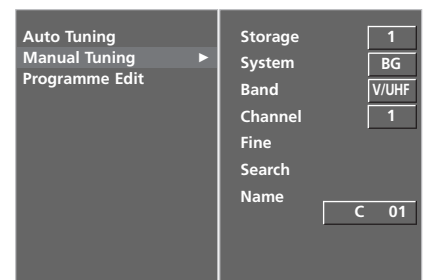 Auto Tuning
Manual Tuning ►
Programme Edit
Storage 1
System BG
Band V/UHF
Channel 1
Fine
Search
Name
C 01